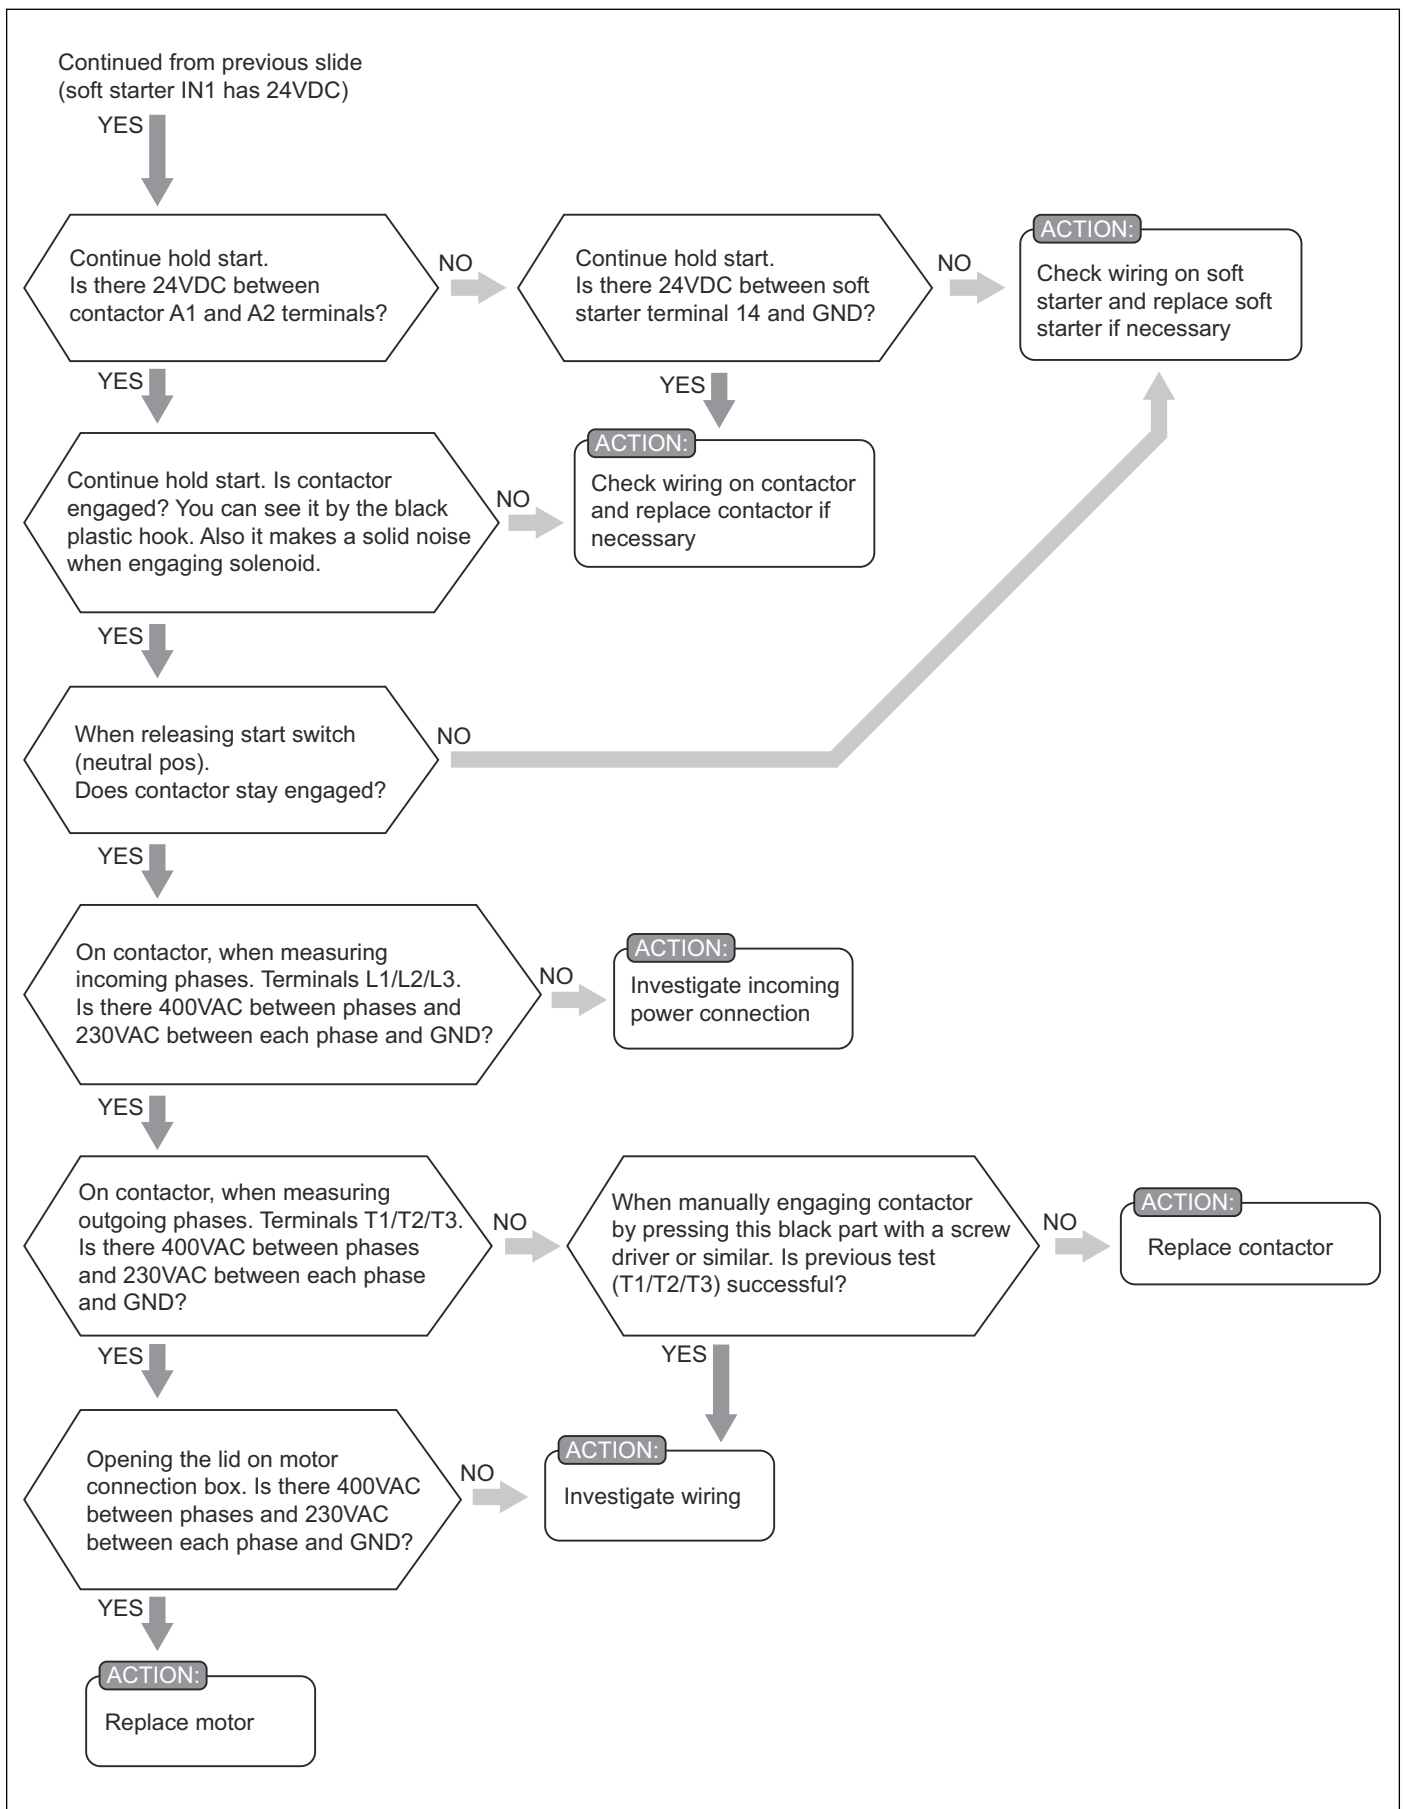 Continued from previous slide
(soft starter IN1 has 24VDC)
YES
Continue hold start.
Is there 24VDC between
contactor A1 and A2 terminals?
NO
Continue hold start.
Is there 24VDC between soft
starter terminal 14 and GND?
NO
ACTION:
Check wiring on soft
starter and replace soft
starter if necessary
YES
YES
Continue hold start. Is contactor
engaged? You can see it by the black
plastic hook. Also it makes a solid noise
when engaging solenoid.
NO
ACTION:
Check wiring on contactor
and replace contactor if
necessary
YES
When releasing start switch
(neutral pos).
Does contactor stay engaged?
NO
YES
On contactor, when measuring
incoming phases. Terminals L1/L2/L3.
Is there 400VAC between phases and
230VAC between each phase and GND?
NO
ACTION:
Investigate incoming
power connection
YES
On contactor, when measuring
outgoing phases. Terminals T1/T2/T3.
Is there 400VAC between phases
and 230VAC between each phase
and GND?
NO
When manually engaging contactor
by pressing this black part with a screw
driver or similar. Is previous test
(T1/T2/T3) successful?
NO
ACTION:
Replace contactor
YES
YES
Opening the lid on motor
connection box. Is there 400VAC
between phases and 230VAC
between each phase and GND?
NO
ACTION:
Investigate wiring
YES
ACTION:
Replace motor